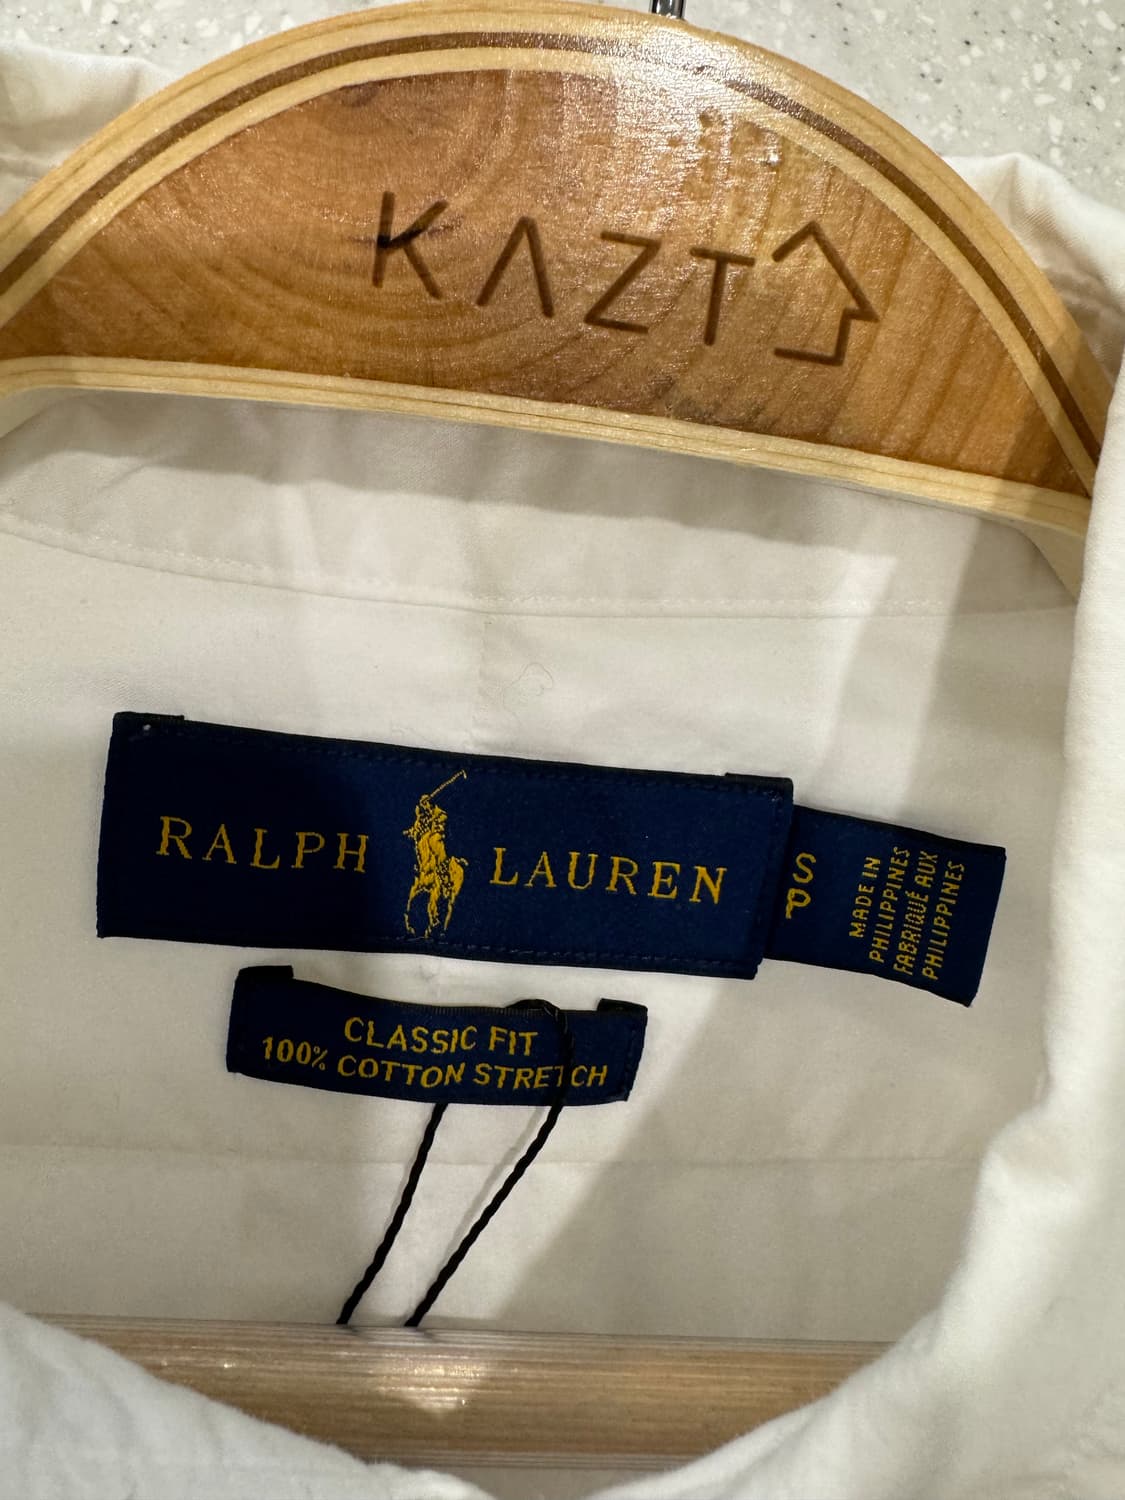 KAZT
RALPH LAUREN
S
P
MADE IN
PHILIPPINES
FABRIQUÉ AUX
PHILIPPINES
CLASSIC FIT
100% COTTON STRETCH